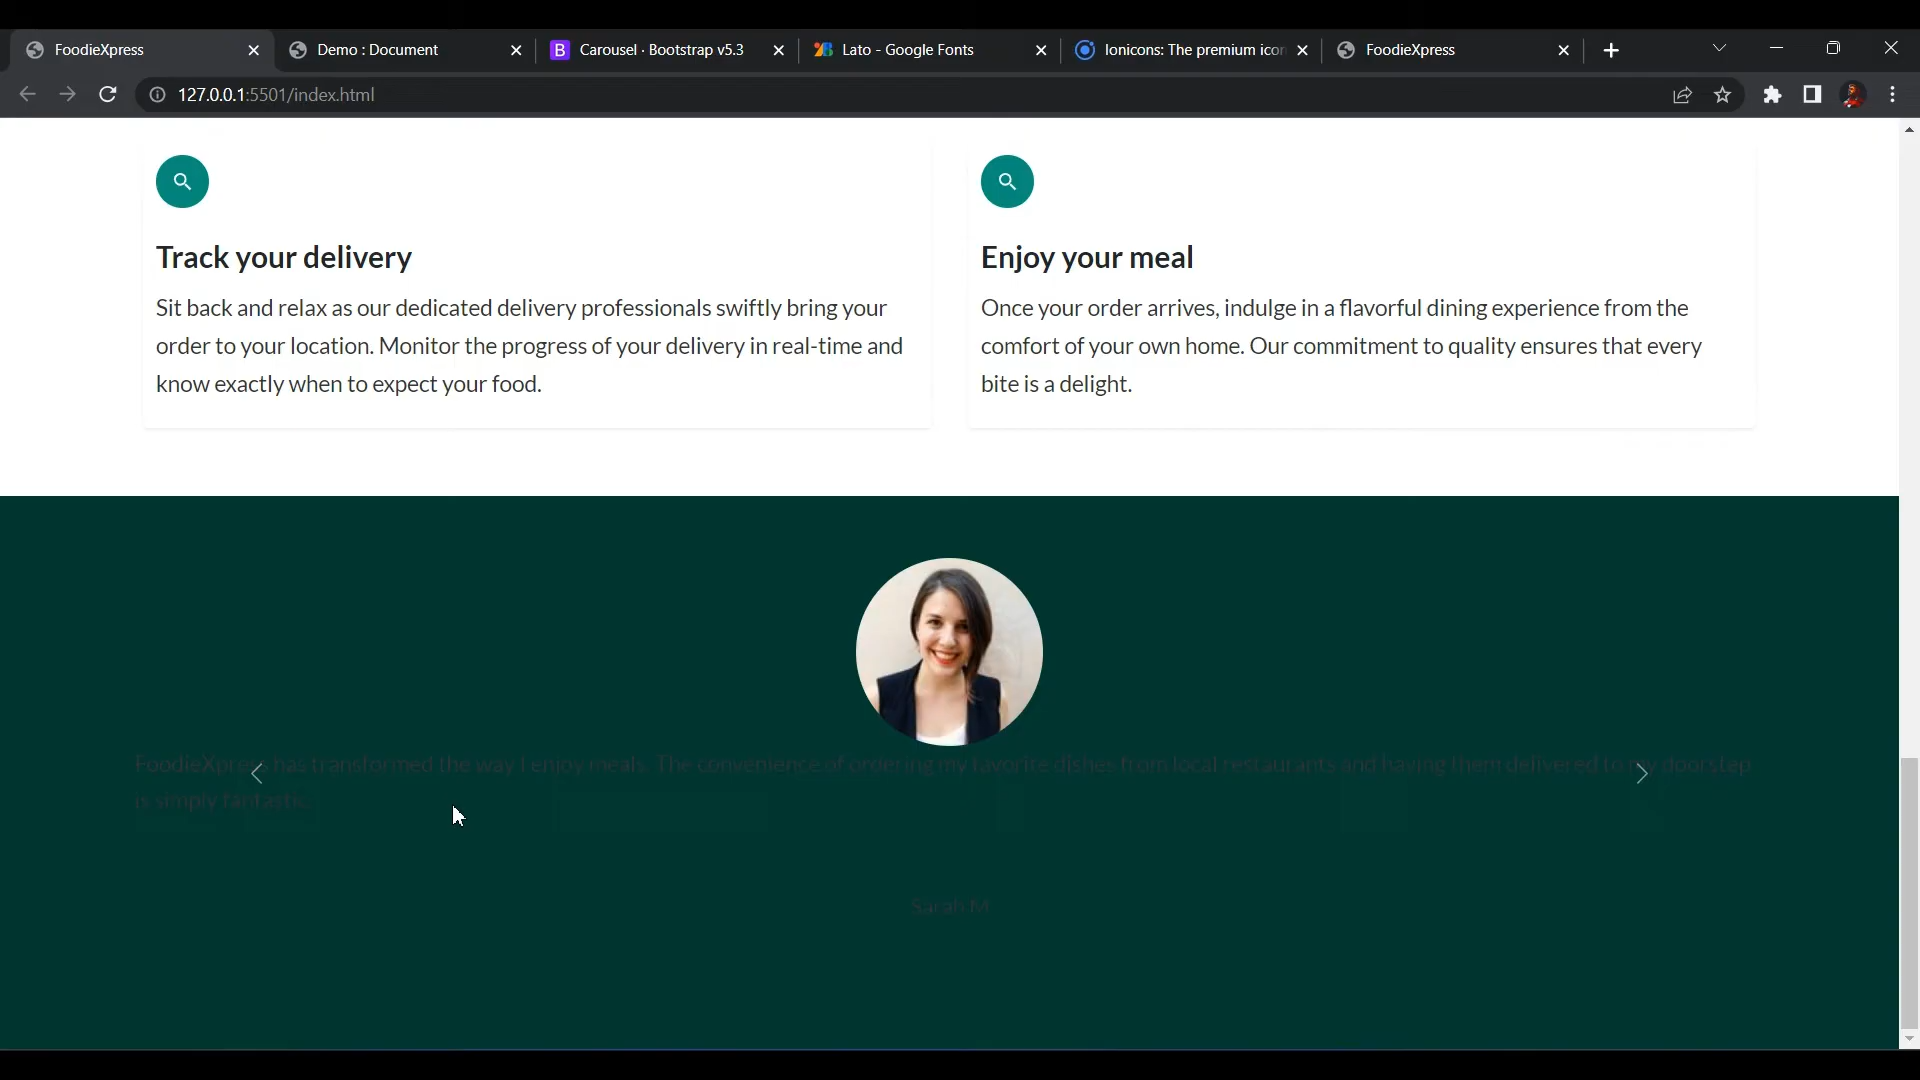 FoodieXpress
Demo : Document
Carousel · Bootstrap v5.3
Lato - Google Fonts
Ionicons: The premium icon
FoodieXpress
127.0.0.1:5501/index.html
Track your delivery
Sit back and relax as our dedicated delivery professionals swiftly bring your
order to your location. Monitor the progress of your delivery in real-time and
know exactly when to expect your food.
Enjoy your meal
Once your order arrives, indulge in a flavorful dining experience from the
comfort of your own home. Our commitment to quality ensures that every
bite is a delight.
FoodieXpress has transformed the way I enjoy meals. The convenience of ordering my favorite dishes from local restaurants and having them delivered to my doorstep
is simply fantastic.
Sarah M